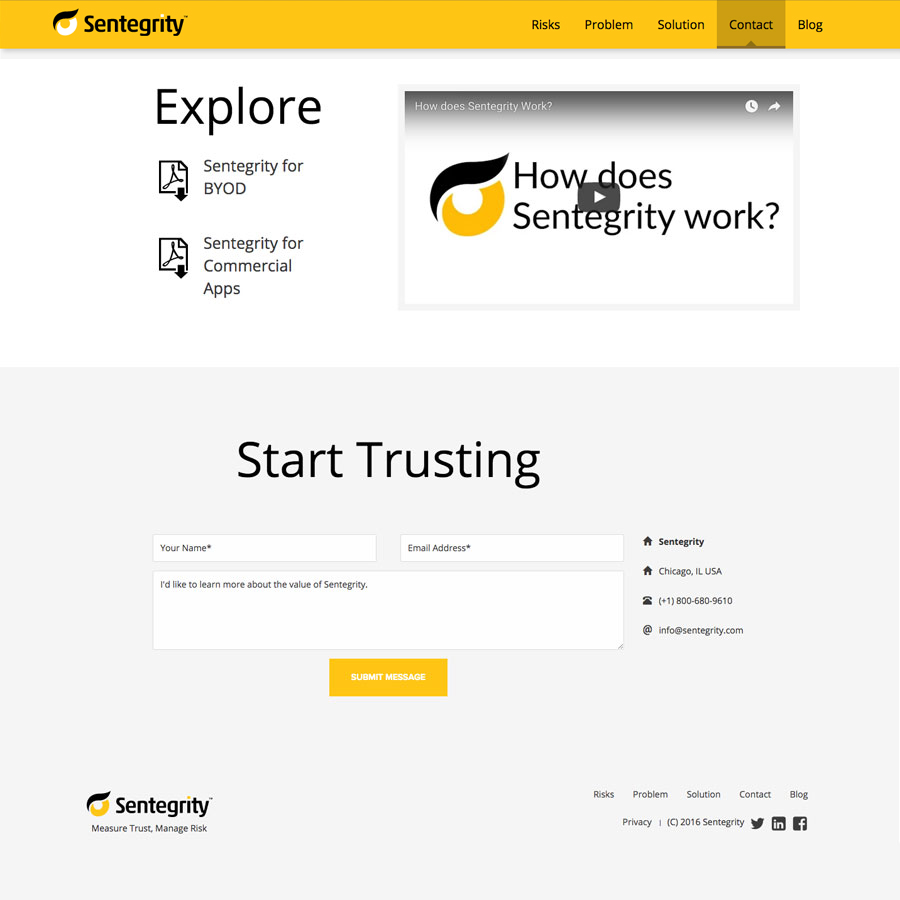 Sentegrity™
Risks
Problem
Solution
Contact
Blog
Explore
Sentegrity for
BYOD
Sentegrity for
Commercial
Apps
How does Sentegrity Work?
How does
Sentegrity work?
Start Trusting
Your Name*
Email Address*
I'd like to learn more about the value of Sentegrity.
SUBMIT MESSAGE
Sentegrity
Chicago, IL USA
(+1) 800-680-9610
@ info@sentegrity.com
Sentegrity™
Measure Trust, Manage Risk
Risks
Problem
Solution
Contact
Blog
Privacy | (C) 2016 Sentegrity